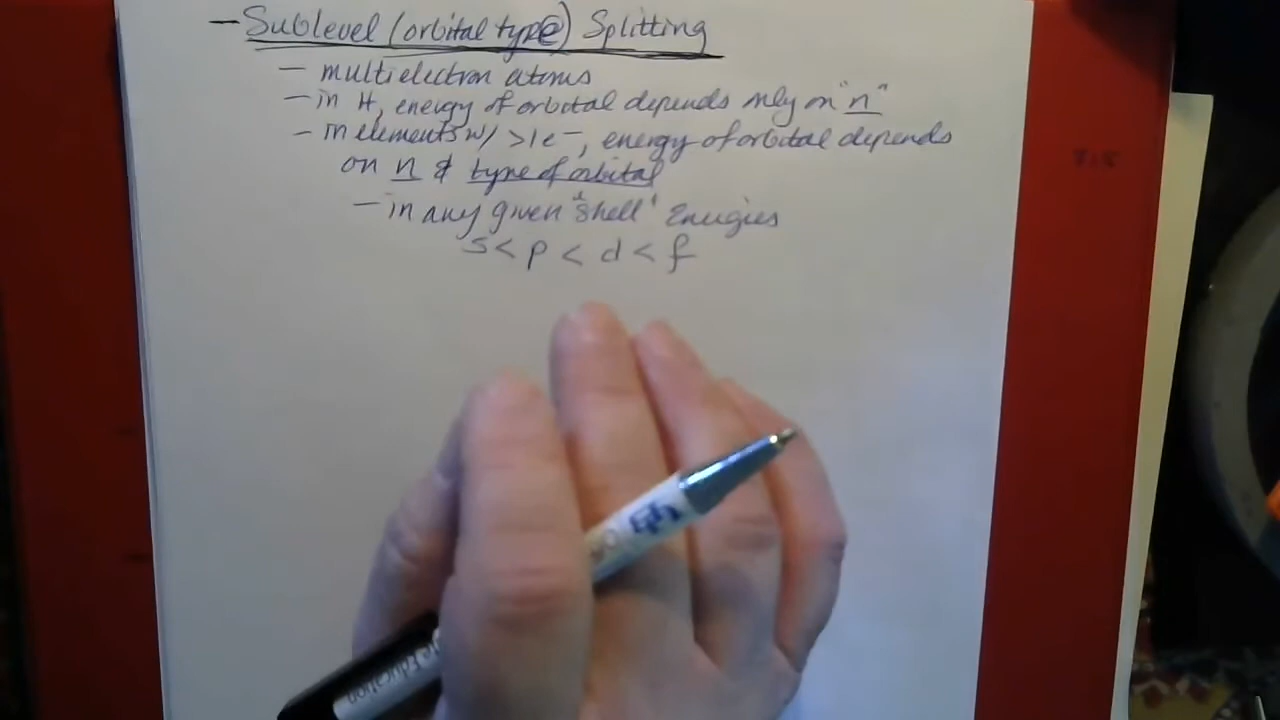 - Sublevel (orbital type) Splitting
- multielectron atoms
- in H, energy of orbital depends only on "n"
- in elements w/ >1e⁻, energy of orbital depends
on n & type of orbital
- in any given "shell" Energies
s < p < d < f